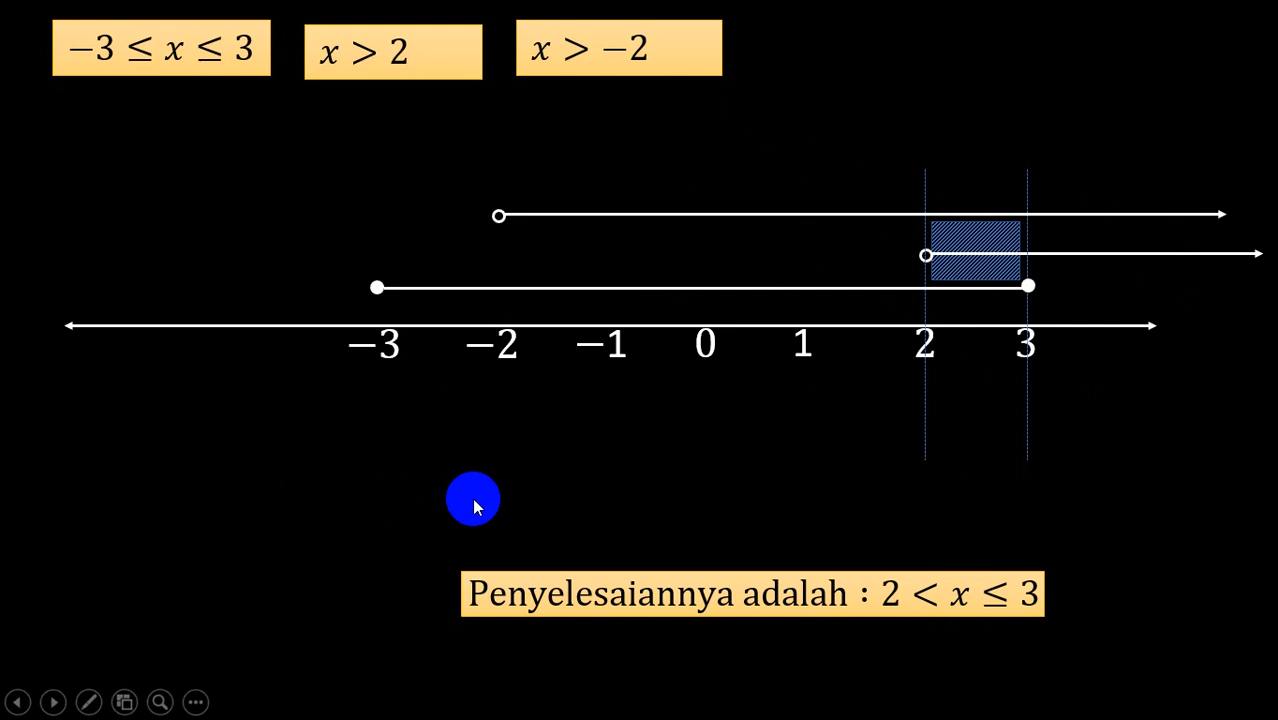 −3 ≤ x ≤ 3
x > 2
x > −2
−3 −2 −1 0 1 2 3
Penyelesaiannya adalah : 2 < x ≤ 3